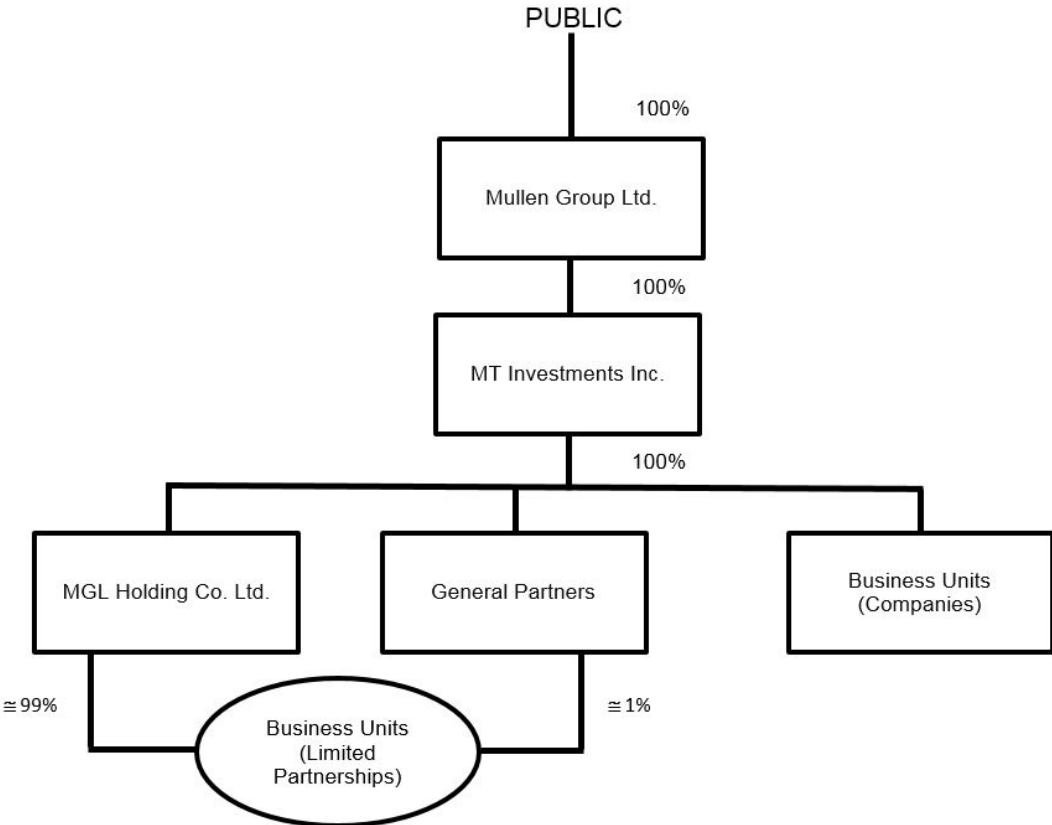 PUBLIC
100%
Mullen Group Ltd.
100%
MT Investments Inc.
100%
MGL Holding Co. Ltd.
General Partners
Business Units
(Companies)
≅99%
≅1%
Business Units
(Limited
Partnerships)